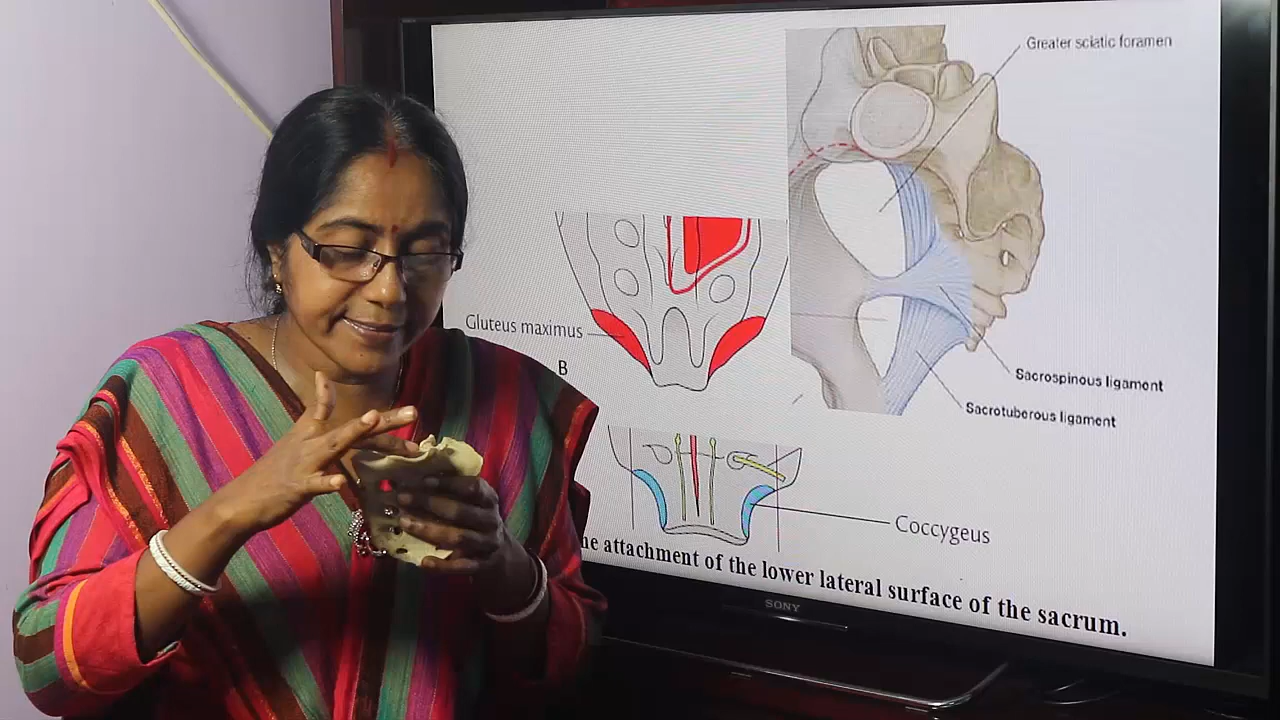 Greater sciatic foramen
Gluteus maximus
B
Sacrospinous ligament
Sacrotuberous ligament
Coccygeus
attachment of the lower lateral surface of the sacrum.
SONY